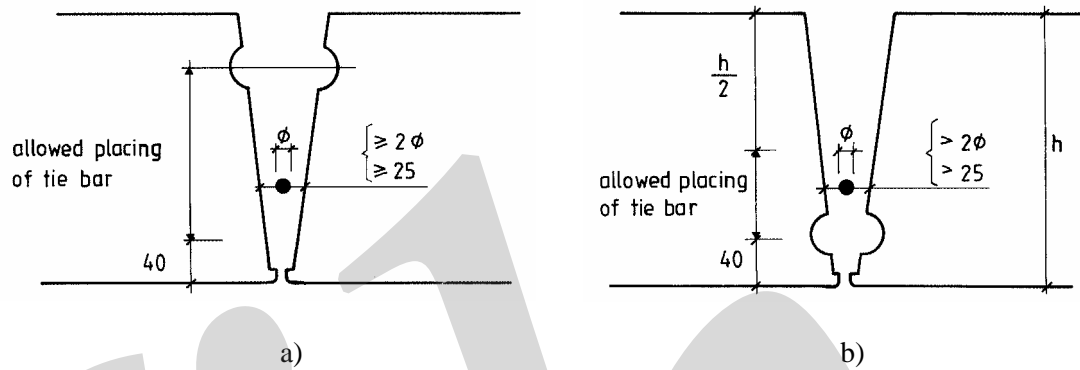 allowed placing
of tie bar
40
ϕ
≥ 2ϕ
≥ 25
a)
h
2
allowed placing
of tie bar
40
ϕ
> 2ϕ
> 25
h
b)